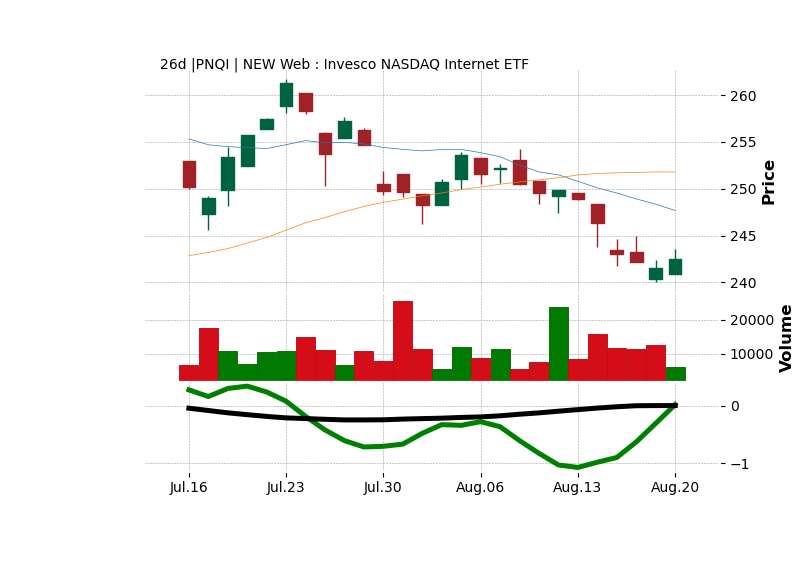 26d |PNQI | NEW Web : Invesco NASDAQ Internet ETF
260
255
250
245
240
Price
20000
10000
Volume
0
−1
Jul.16 Jul.23 Jul.30 Aug.06 Aug.13 Aug.20